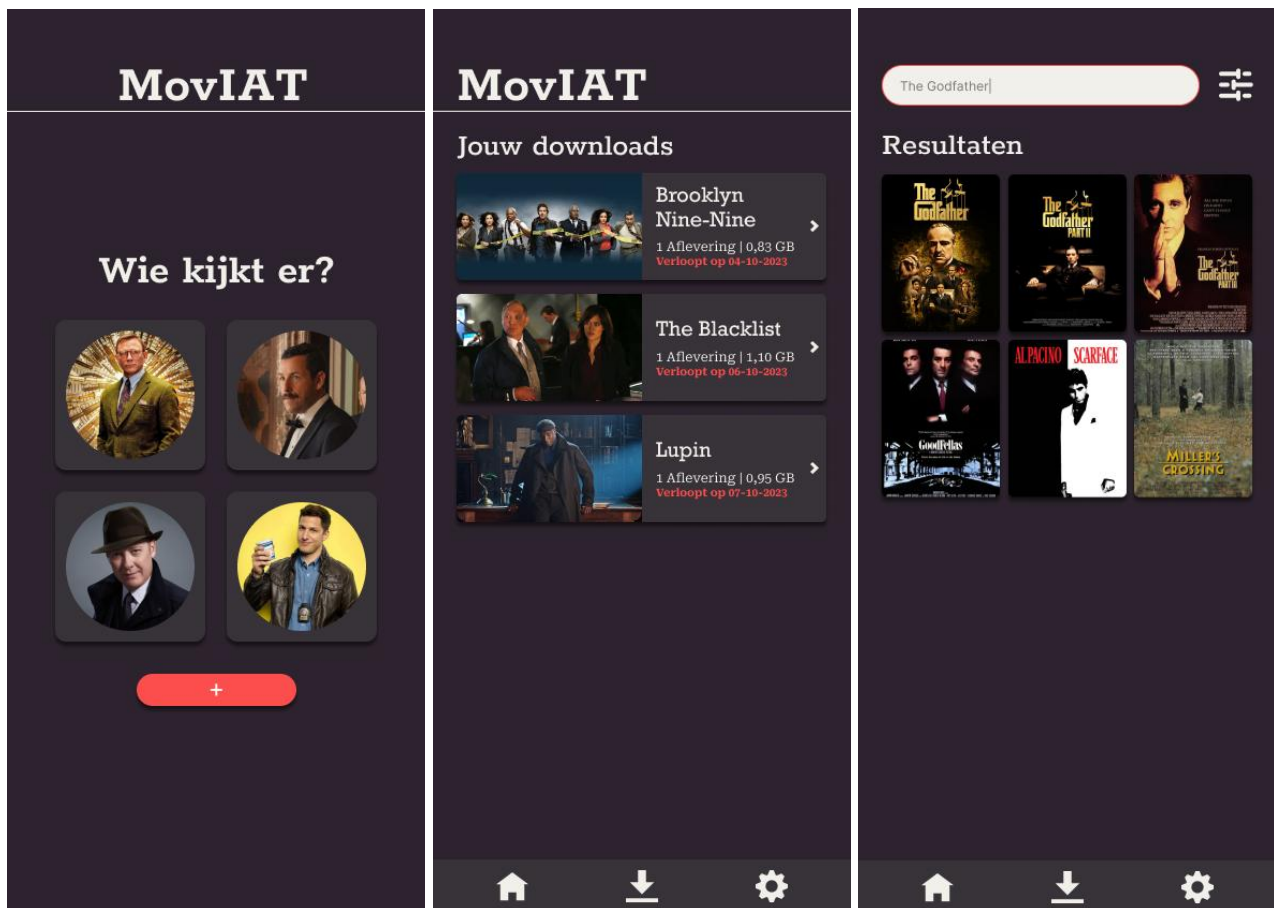 MovIAT
Wie kijkt er?
+
MovIAT
Jouw downloads
Brooklyn
Nine-Nine
1 Aflevering | 0,83 GB
Verloopt op 04-10-2023
The Blacklist
1 Aflevering | 1,10 GB
Verloopt op 06-10-2023
Lupin
1 Aflevering | 0,95 GB
Verloopt op 07-10-2023
The Godfather
Resultaten
The
Godfather
The
Godfather
PART II
The
Godfather
PART III
GoodFellas
AL PACINO SCARFACE
MILLER'S
CROSSING